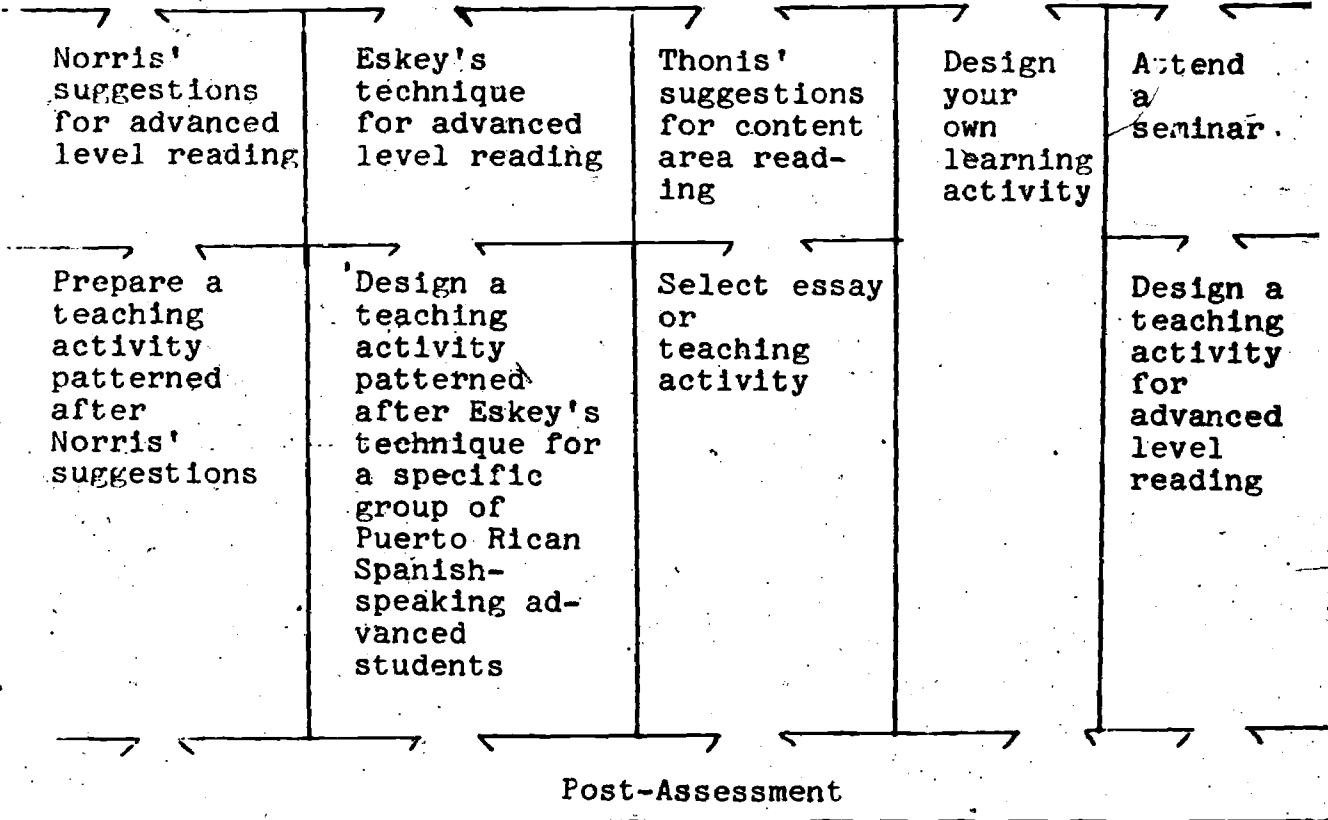 Norris'
suggestions
for advanced
level reading
Eskey's
technique
for advanced
level reading
Thonis'
suggestions
for content
area read-
ing
Design
your
own
learning
activity
Attend
a
seminar.
Prepare a
teaching
activity
patterned
after
Norris'
suggestions
Design a
teaching
activity
patterned
after Eskey's
technique for
a specific
group of
Puerto Rican
Spanish-
speaking ad-
vanced
students
Select essay
or
teaching
activity
Design a
teaching
activity
for
advanced
level
reading
Post-Assessment